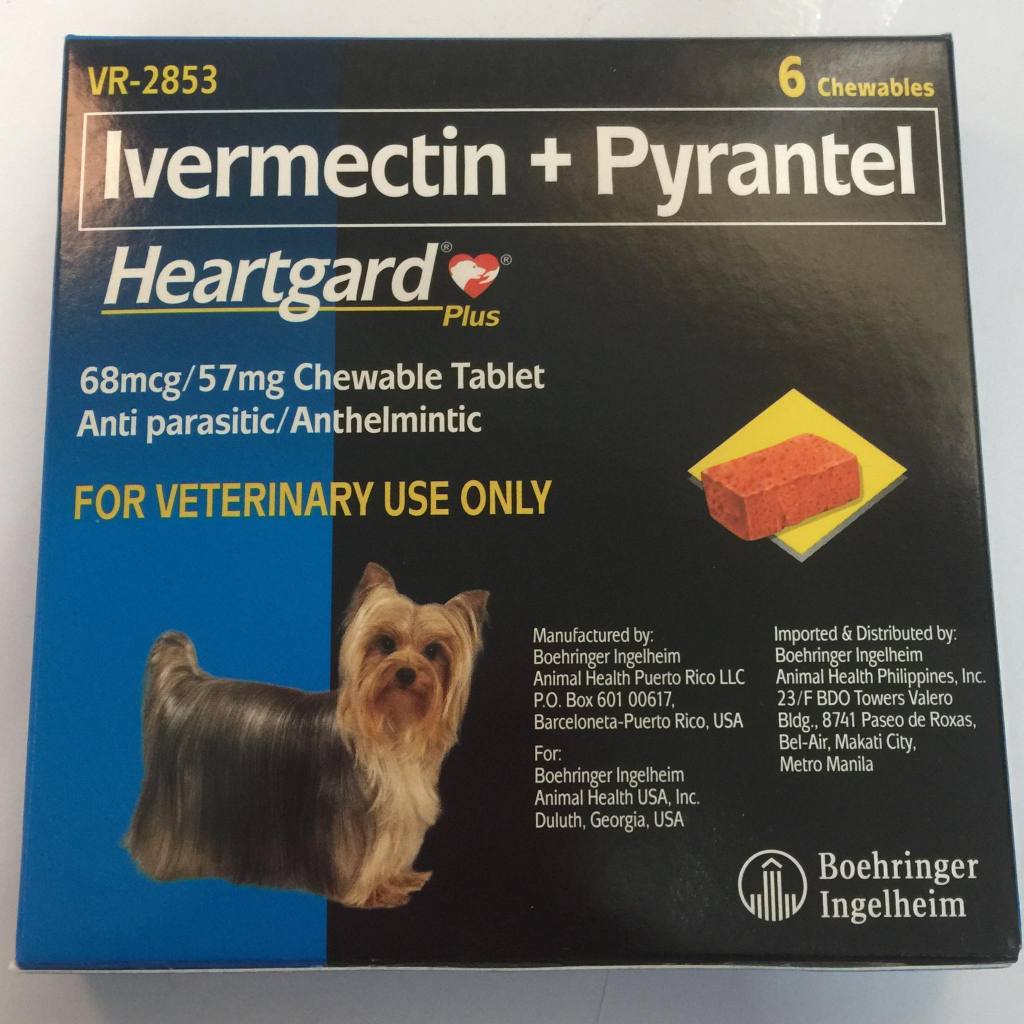 VR-2853
6 Chewables
Ivermectin + Pyrantel
Heartgard®
®
Plus
68mcg/57mg Chewable Tablet
Anti parasitic/Anthelmintic
FOR VETERINARY USE ONLY
Manufactured by:
Boehringer Ingelheim
Animal Health Puerto Rico LLC
P.O. Box 601 00617,
Barceloneta-Puerto Rico, USA
For:
Boehringer Ingelheim
Animal Health USA, Inc.
Duluth, Georgia, USA
Imported & Distributed by:
Boehringer Ingelheim
Animal Health Philippines, Inc.
23/F BDO Towers Valero
Bldg., 8741 Paseo de Roxas,
Bel-Air, Makati City,
Metro Manila
Boehringer
Ingelheim